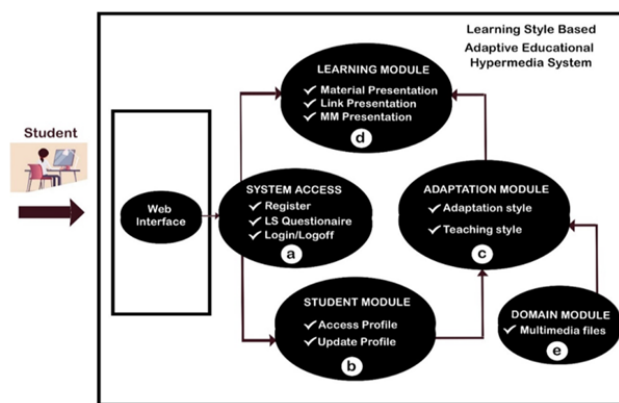 Learning Style Based
Adaptive Educational
Hypermedia System
Student
Web
Interface
LEARNING MODULE
✓ Material Presentation
✓ Link Presentation
✓ MM Presentation
d
SYSTEM ACCESS
✓ Register
✓ LS Questionaire
✓ Login/Logoff
a
ADAPTATION MODULE
✓ Adaptation style
✓ Teaching style
c
STUDENT MODULE
✓ Access Profile
✓ Update Profile
b
DOMAIN MODULE
✓ Multimedia files
e